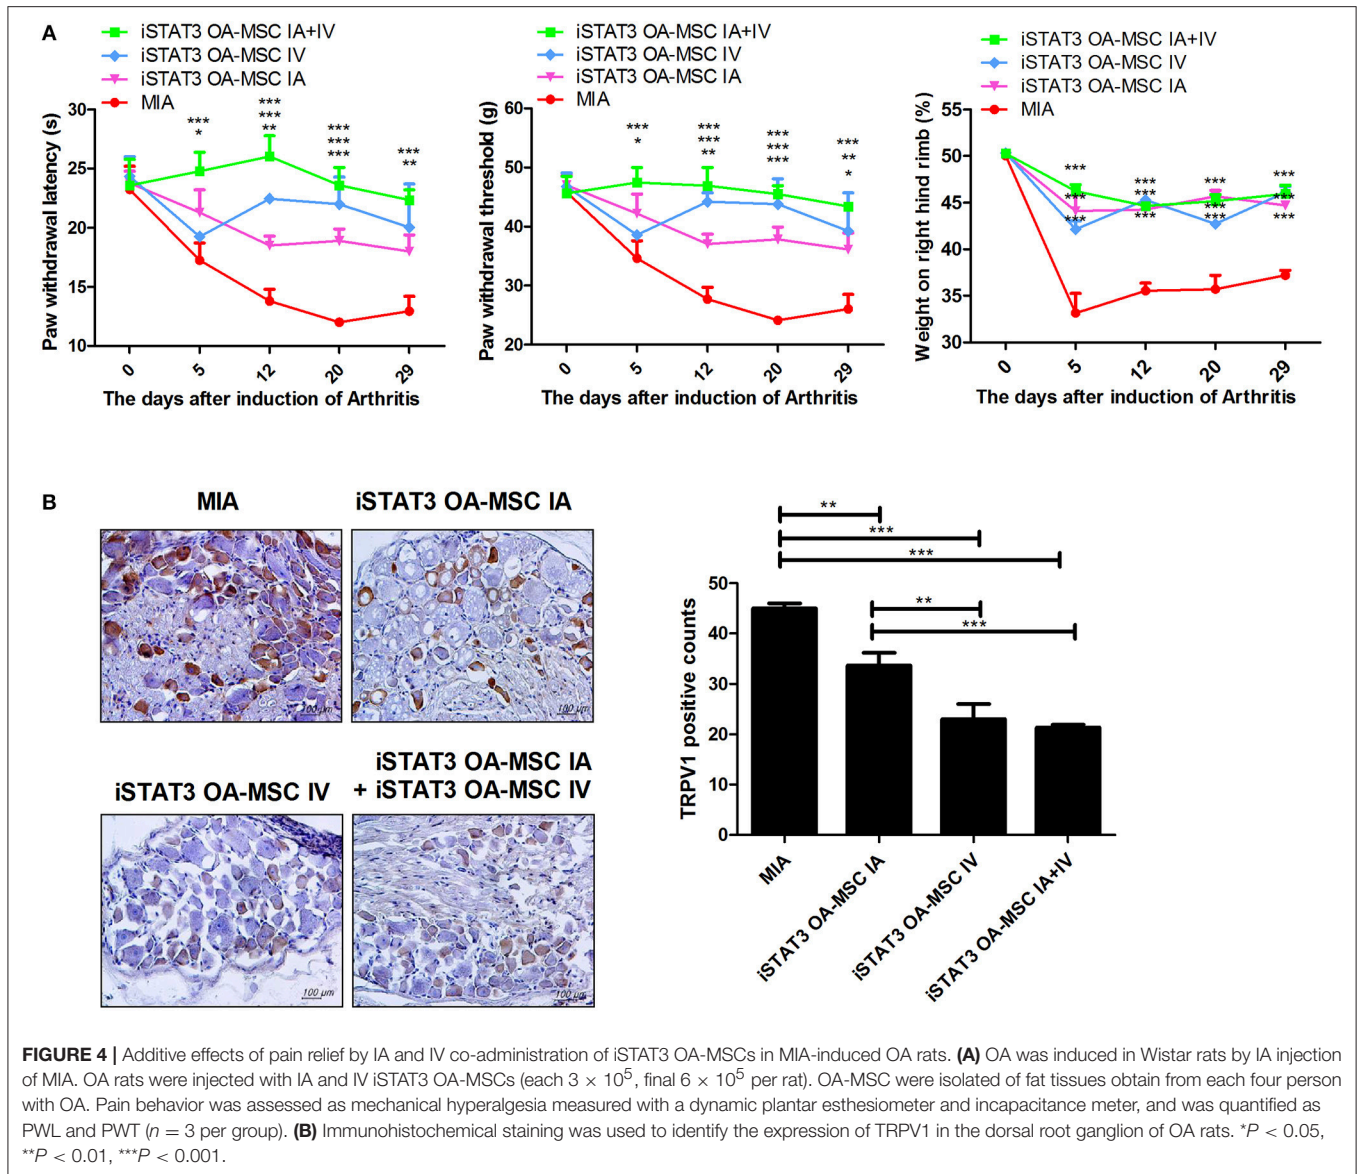 A
iSTAT3 OA-MSC IA+IV
iSTAT3 OA-MSC IV
iSTAT3 OA-MSC IA
MIA
Paw withdrawal latency (s)
30
25
20
15
10
***
*
***
***
**
***
***
***
***
**
0
5
12
20
29
The days after induction of Arthritis
iSTAT3 OA-MSC IA+IV
iSTAT3 OA-MSC IV
iSTAT3 OA-MSC IA
MIA
Paw withdrawal threshold (g)
60
50
40
30
20
***
*
***
***
**
***
***
***
***
**
*
0
5
12
20
29
The days after induction of Arthritis
iSTAT3 OA-MSC IA+IV
iSTAT3 OA-MSC IV
iSTAT3 OA-MSC IA
MIA
Weight on right hind rimb (%)
55
50
45
40
35
30
***
***
***
***
***
***
***
***
***
***
***
***
0
5
12
20
29
The days after induction of Arthritis
B
MIA
iSTAT3 OA-MSC IA
100 µm
100 µm
iSTAT3 OA-MSC IV
iSTAT3 OA-MSC IA
+ iSTAT3 OA-MSC IV
100 µm
100 µm
**
***
***
**
***
TRPV1 positive counts
50
40
30
20
10
0
MIA
iSTAT3 OA-MSC IA
iSTAT3 OA-MSC IV
iSTAT3 OA-MSC IA+IV
FIGURE 4 | Additive effects of pain relief by IA and IV co-administration of iSTAT3 OA-MSCs in MIA-induced OA rats. (A) OA was induced in Wistar rats by IA injection
of MIA. OA rats were injected with IA and IV iSTAT3 OA-MSCs (each 3 × 10⁵, final 6 × 10⁵ per rat). OA-MSC were isolated of fat tissues obtain from each four person
with OA. Pain behavior was assessed as mechanical hyperalgesia measured with a dynamic plantar esthesiometer and incapacitance meter, and was quantified as
PWL and PWT (n = 3 per group). (B) Immunohistochemical staining was used to identify the expression of TRPV1 in the dorsal root ganglion of OA rats. *P < 0.05,
**P < 0.01, ***P < 0.001.